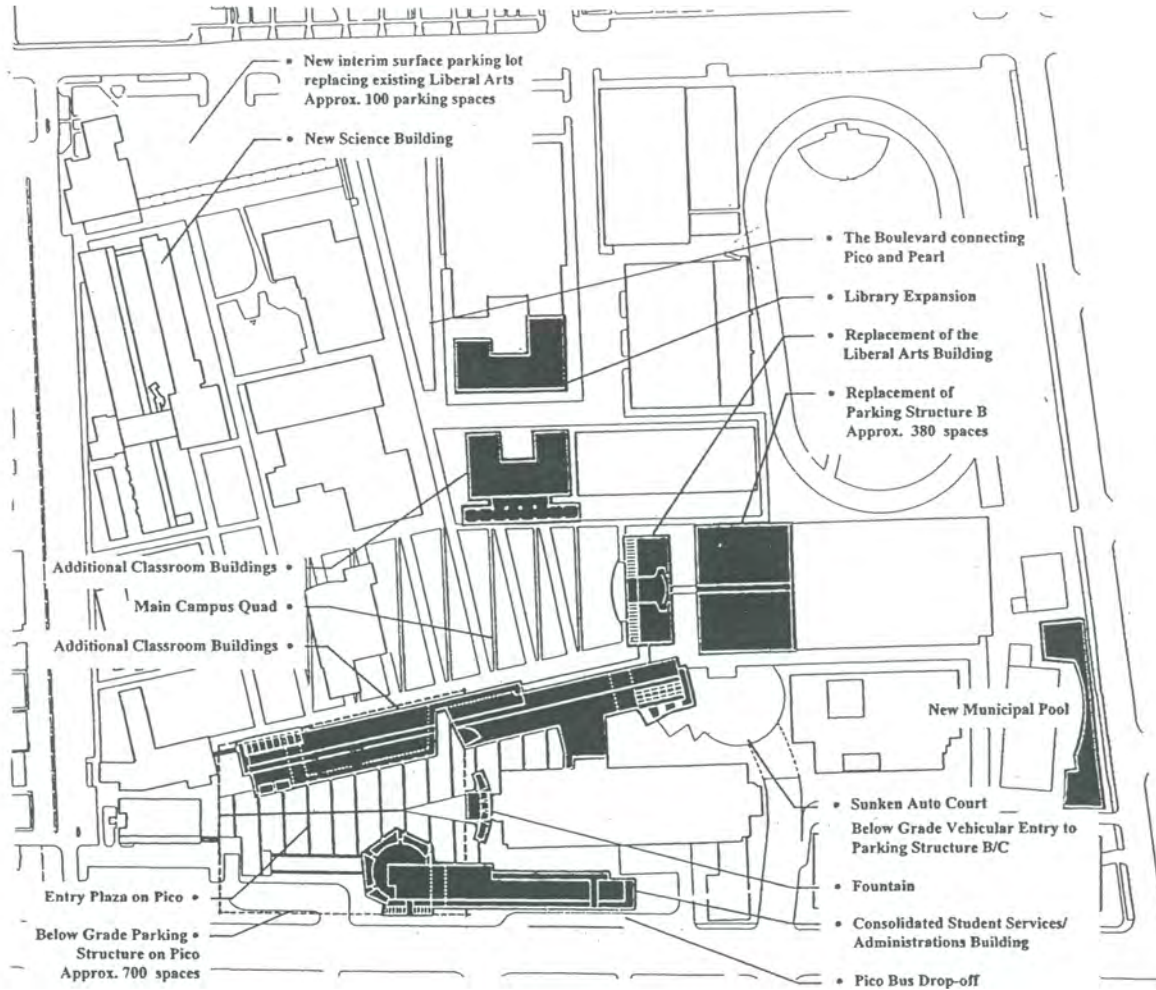 New interim surface parking lot
replacing existing Liberal Arts
Approx. 100 parking spaces
New Science Building
The Boulevard connecting
Pico and Pearl
Library Expansion
Replacement of the
Liberal Arts Building
Replacement of
Parking Structure B
Approx. 380 spaces
Additional Classroom Buildings
Main Campus Quad
Additional Classroom Buildings
New Municipal Pool
Sunken Auto Court
Below Grade Vehicular Entry to
Parking Structure B/C
Fountain
Consolidated Student Services/
Administrations Building
Pico Bus Drop-off
Entry Plaza on Pico
Below Grade Parking
Structure on Pico
Approx. 700 spaces